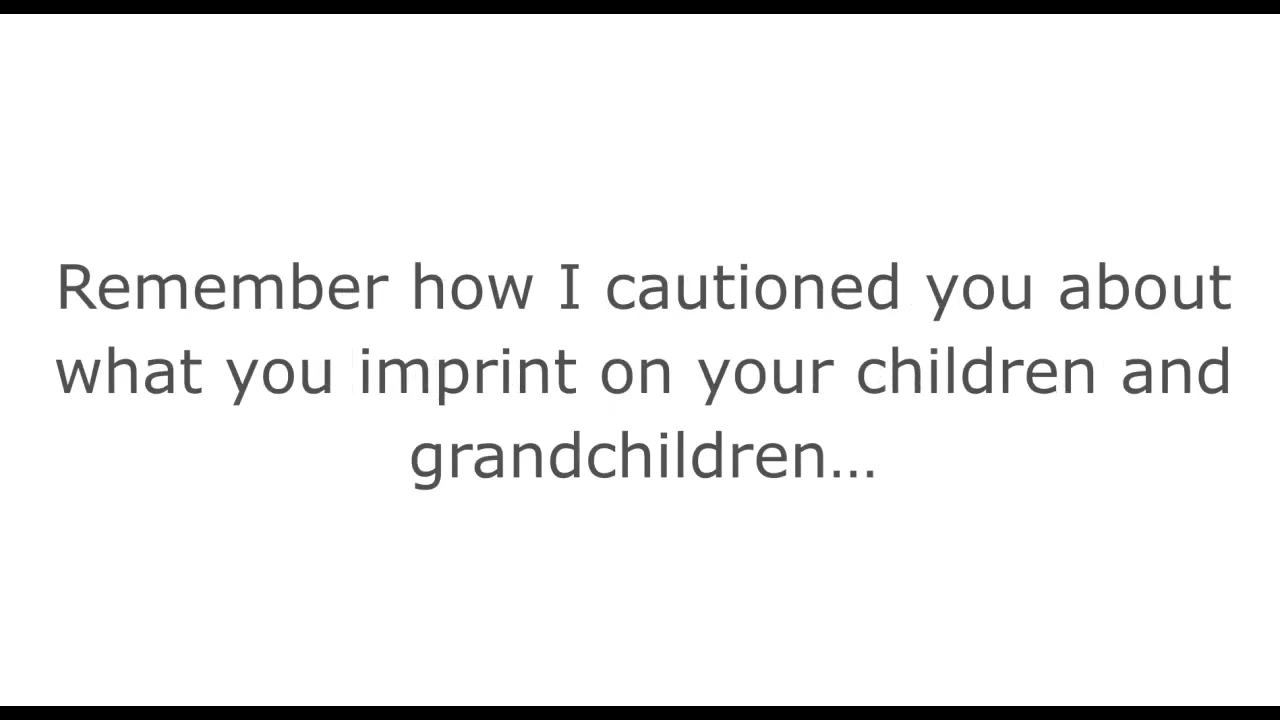 Remember how I cautioned you about
what you imprint on your children and
grandchildren…